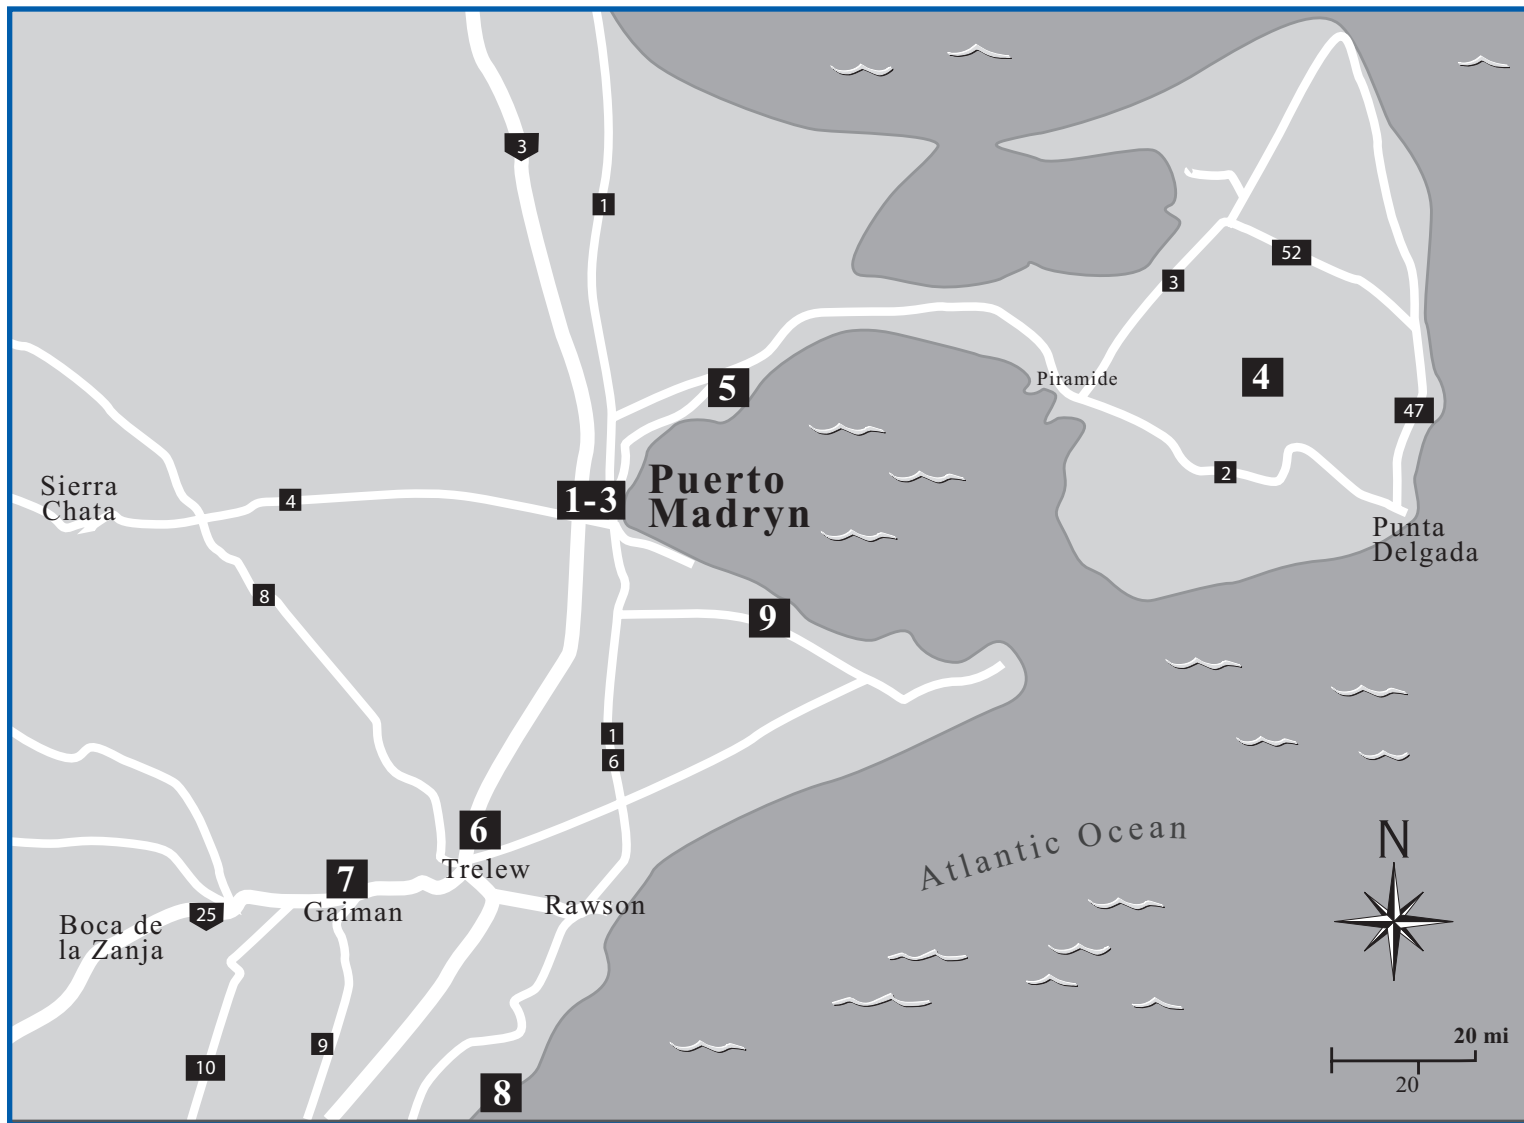 3
1
52
3
5
Piramide
4
47
2
Sierra
Chata
4
1-3
Puerto
Madryn
Punta
Delgada
8
9
1
6
6
Trelew
7
Gaiman
Rawson
25
Boca de
la Zanja
Atlantic Ocean
N
9
10
8
20 mi
20